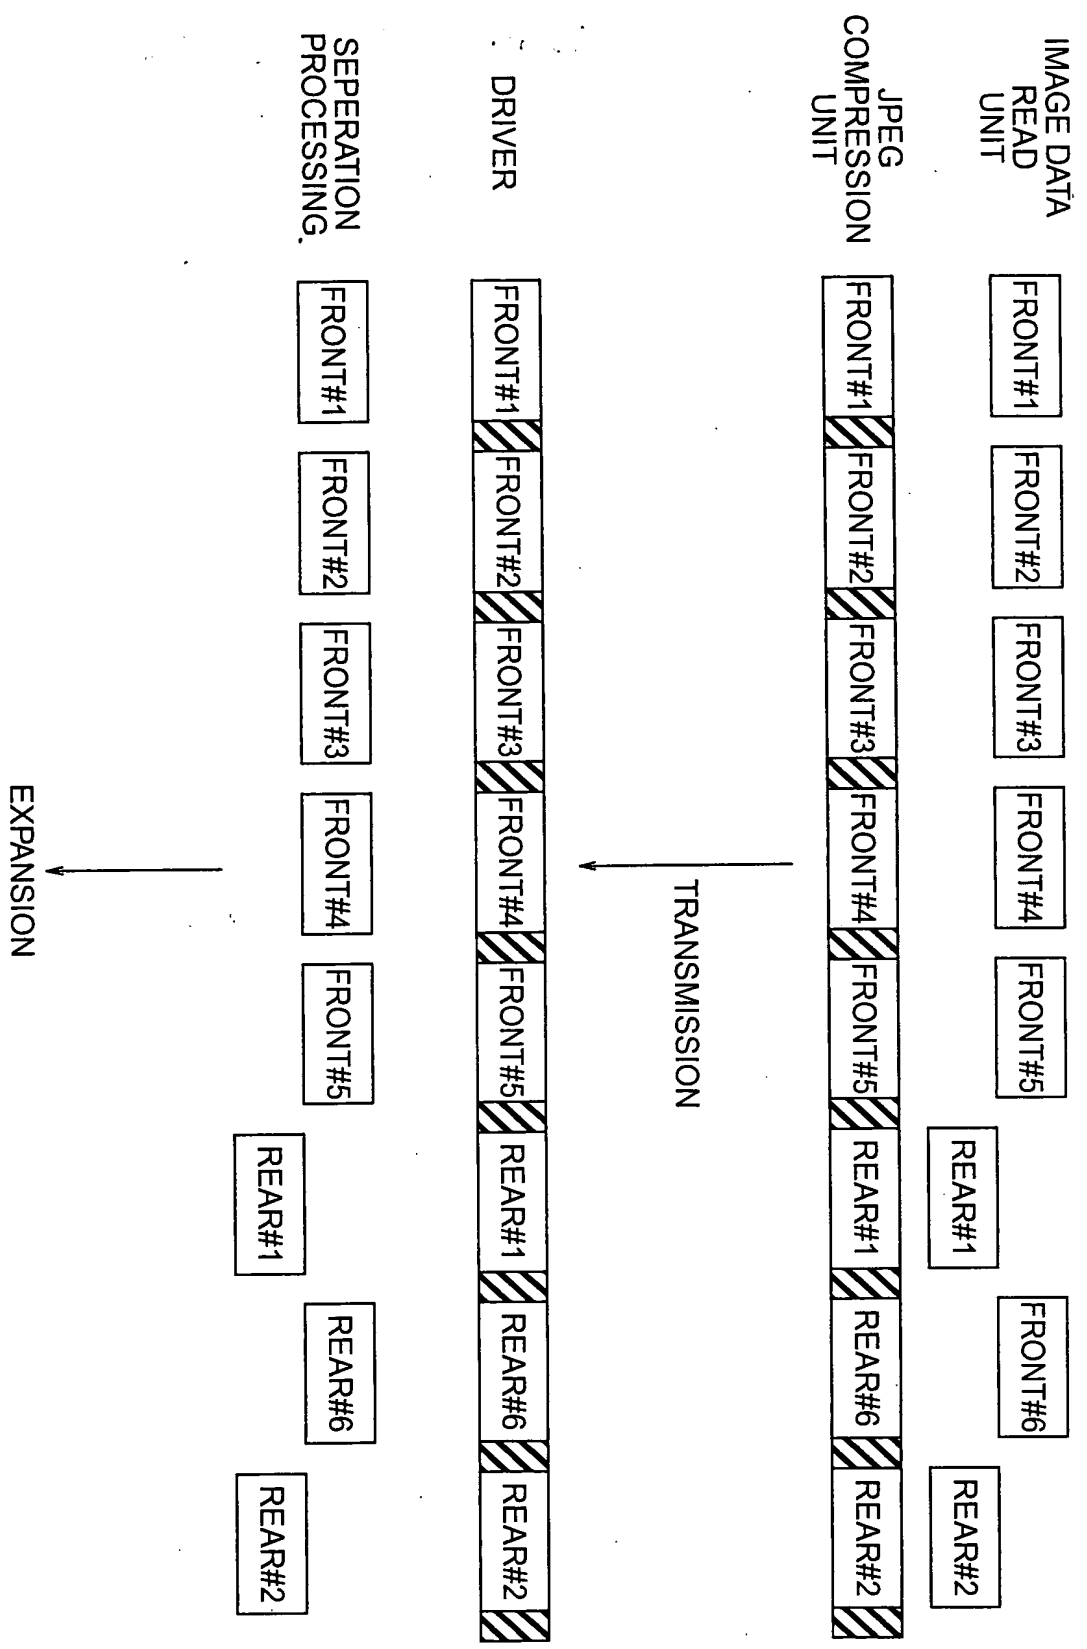 IMAGE DATA
READ
UNIT
FRONT#1
FRONT#2
FRONT#3
FRONT#4
FRONT#5
FRONT#6
REAR#1
REAR#2
JPEG
COMPRESSION
UNIT
FRONT#1
FRONT#2
FRONT#3
FRONT#4
FRONT#5
REAR#1
REAR#6
REAR#2
TRANSMISSION
DRIVER
FRONT#1
FRONT#2
FRONT#3
FRONT#4
FRONT#5
REAR#1
REAR#6
REAR#2
SEPERATION
PROCESSING.
FRONT#1
FRONT#2
FRONT#3
FRONT#4
FRONT#5
REAR#6
REAR#1
REAR#2
EXPANSION